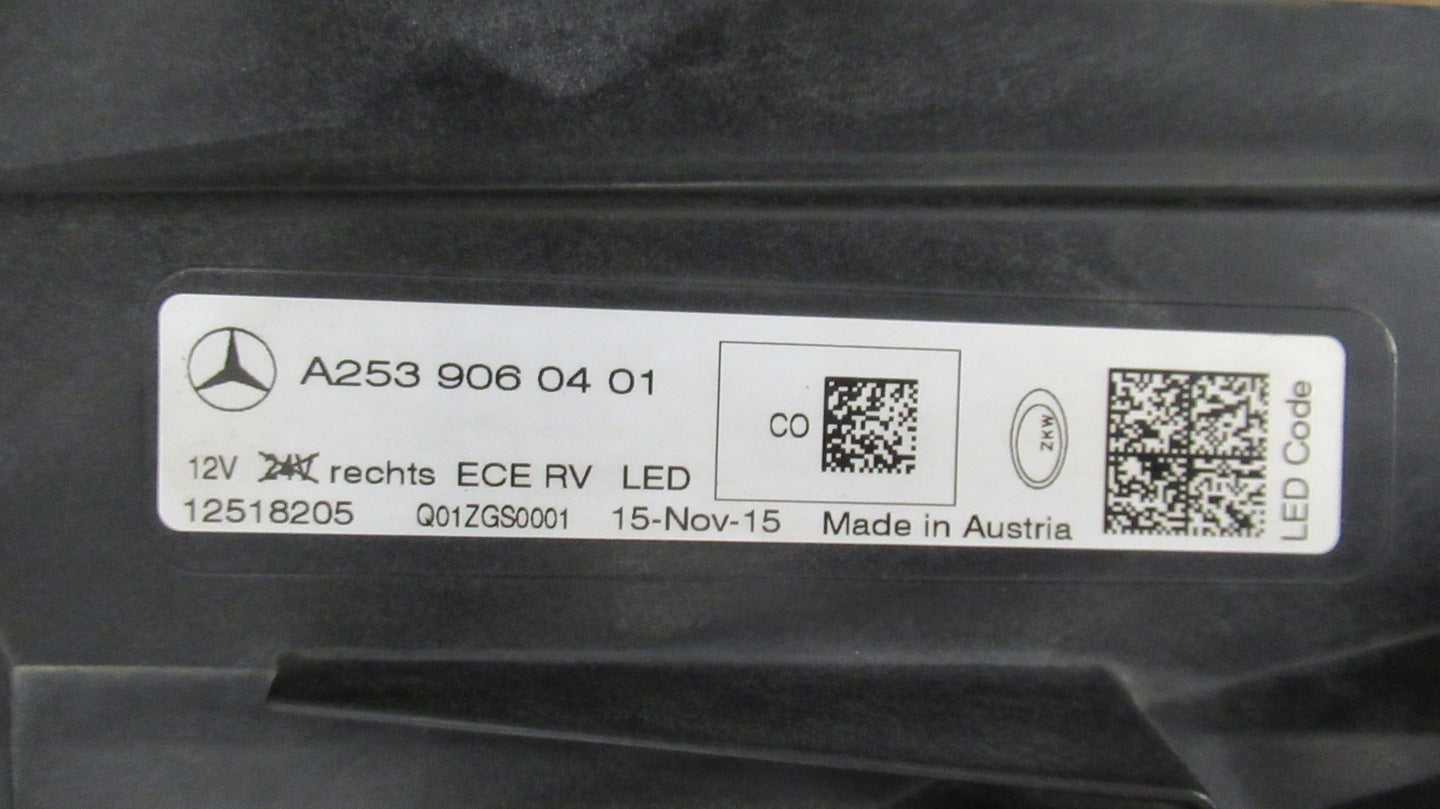 A253 906 04 01
12V 24V rechts ECE RV LED
12518205 Q01ZGS0001 15-Nov-15 Made in Austria
CO
ZKW
LED Code